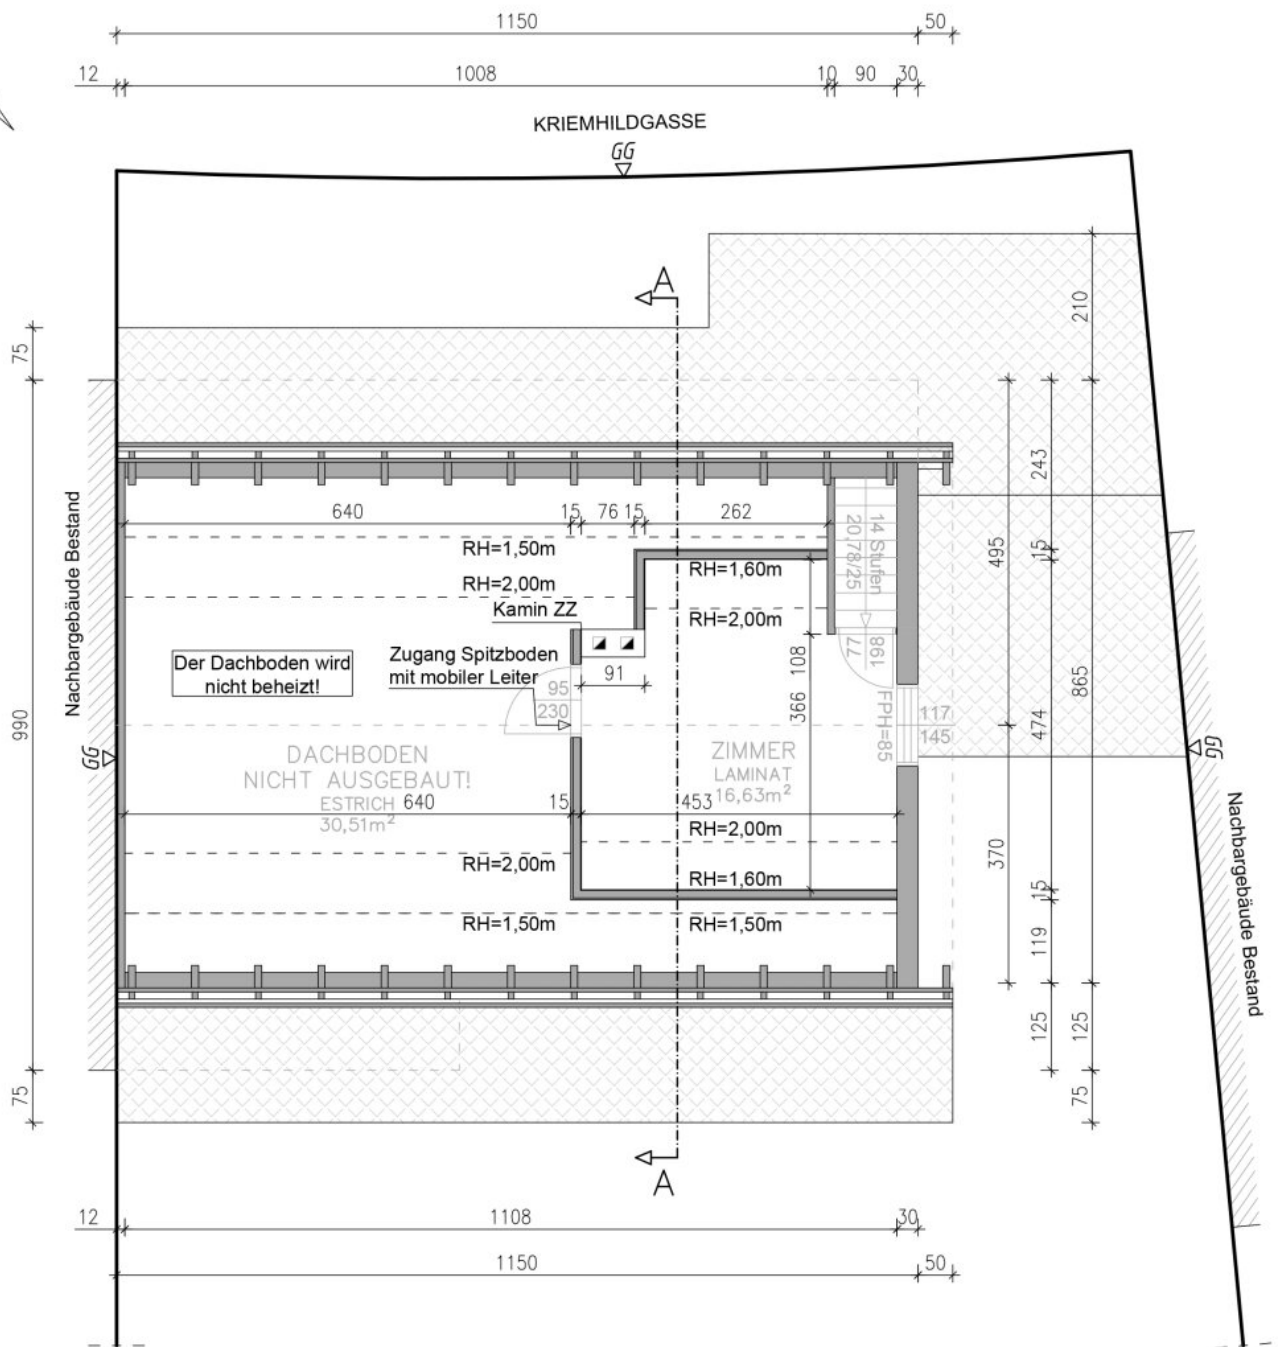 1150
50
12
1008
10
90
30
KRIEMHILDGASSE
GG
A
210
75
243
Nachbargebäude Bestand
640
15
76
15
262
RH=1,50m
RH=1,60m
RH=2,00m
RH=2,00m
Kamin ZZ
14 Stufen
20,78/25
495
15
Der Dachboden wird
nicht beheizt!
Zugang Spitzboden
mit mobiler Leiter
91
95
230
108
366
198
77
FPH=85
117
145
474
865
990
GG
GG
DACHBODEN
NICHT AUSGEBAUT!
ESTRICH
30,51m²
640
15
ZIMMER
LAMINAT
16,63m²
453
RH=2,00m
RH=2,00m
RH=1,60m
RH=1,50m
RH=1,50m
370
15
119
Nachbargebäude Bestand
125
125
75
75
A
12
1108
30
1150
50